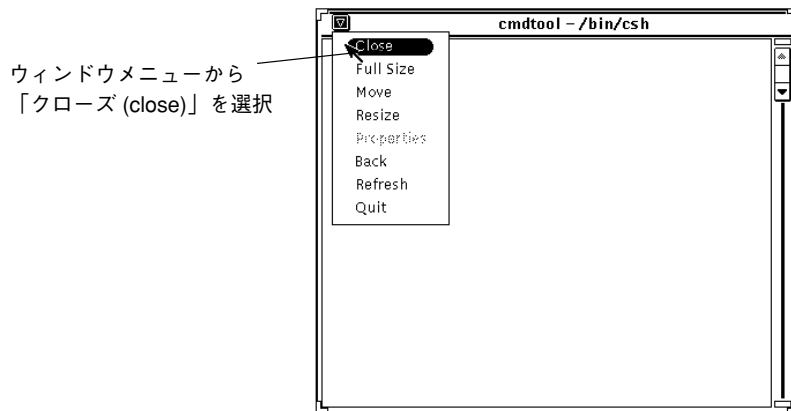 cmdtool – /bin/csh
Close
Full Size
Move
Resize
Properties
Back
Refresh
Quit
ウィンドウメニューから
「クローズ (close)」を選択